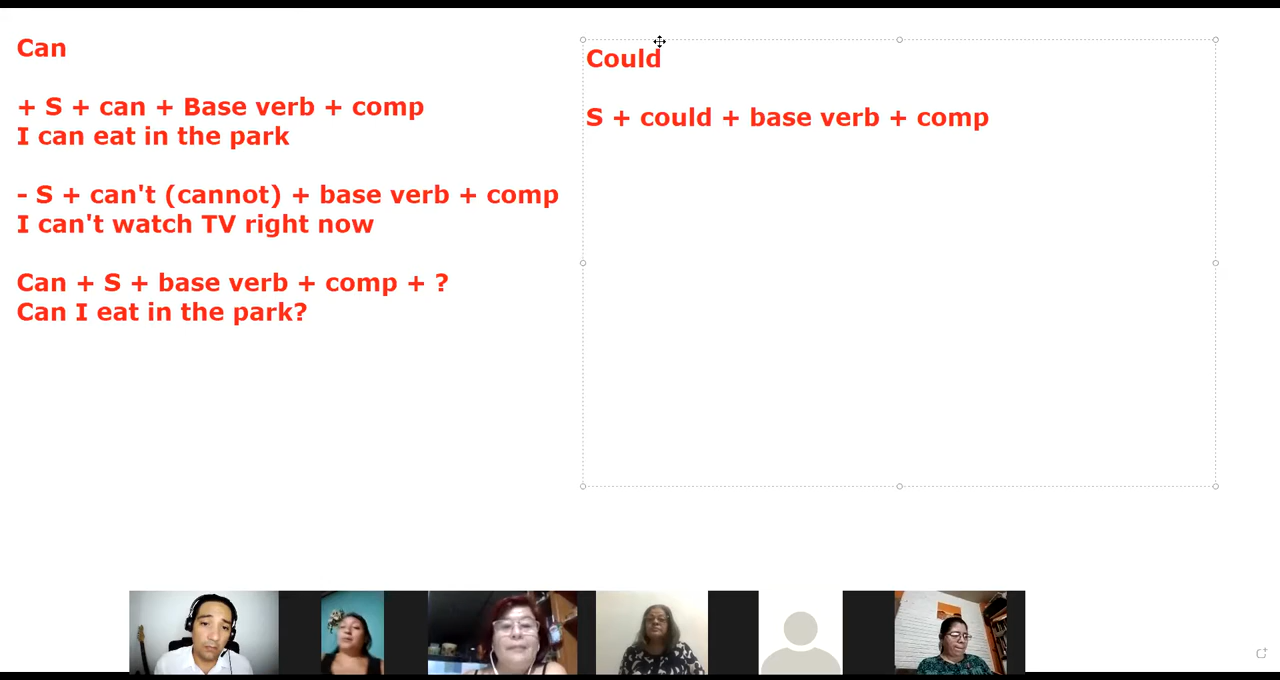 Can
+ S + can + Base verb + comp
I can eat in the park
- S + can't (cannot) + base verb + comp
I can't watch TV right now
Can + S + base verb + comp + ?
Can I eat in the park?
Could
S + could + base verb + comp